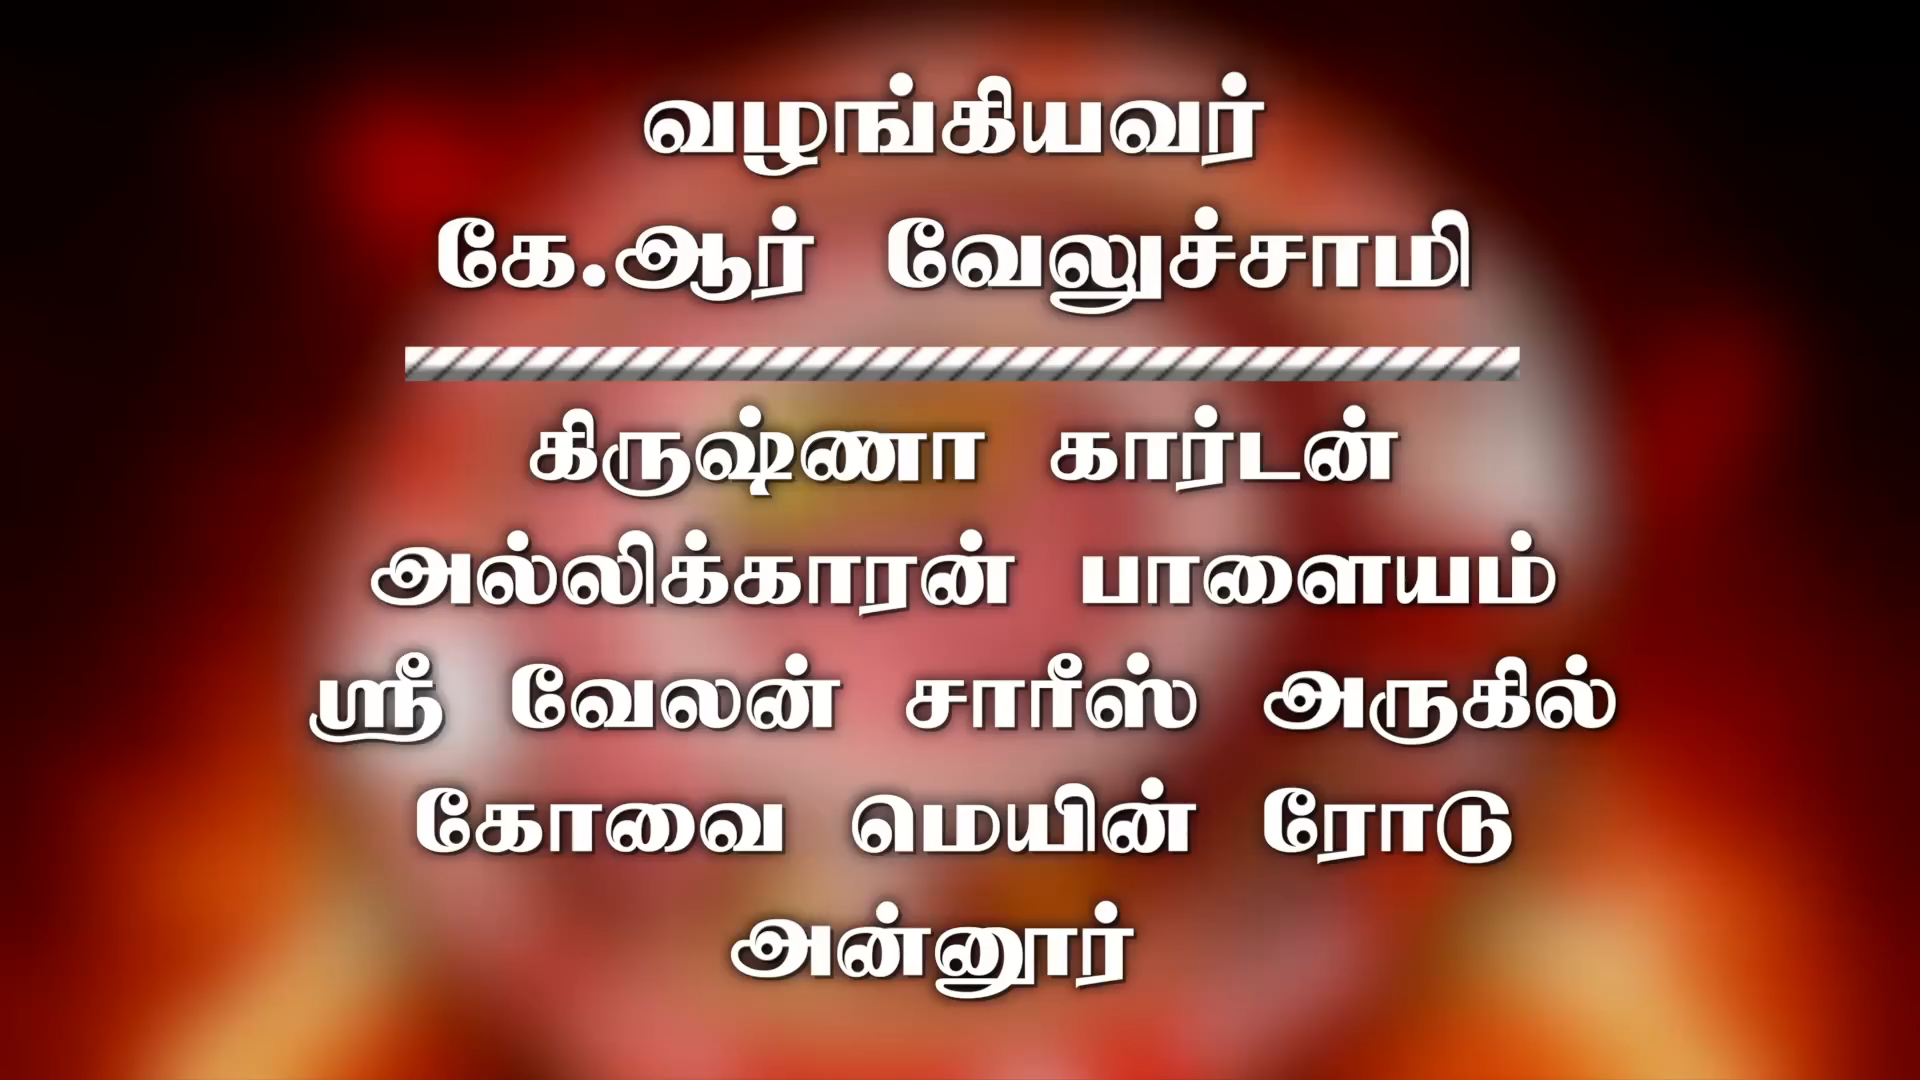 வழங்கியவர்
கே.ஆர் வேலுச்சாமி
கிருஷ்ணா கார்டன்
அல்லிக்காரன் பாளையம்
ஸ்ரீ வேலன் சாரீஸ் அருகில்
கோவை மெயின் ரோடு
அன்னூர்